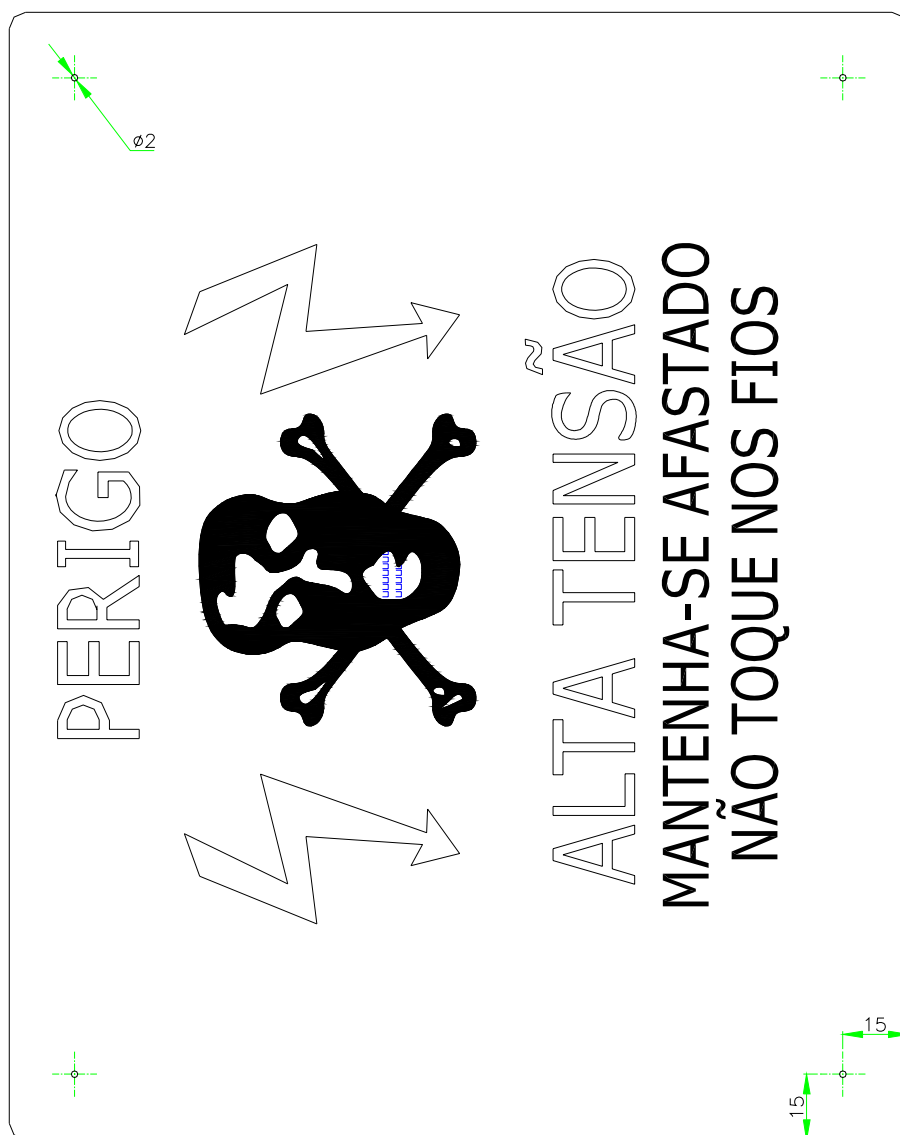 PERIGO
ALTA TENSÃO
MANTENHA-SE AFASTADO
NÃO TOQUE NOS FIOS
ø2
15
15